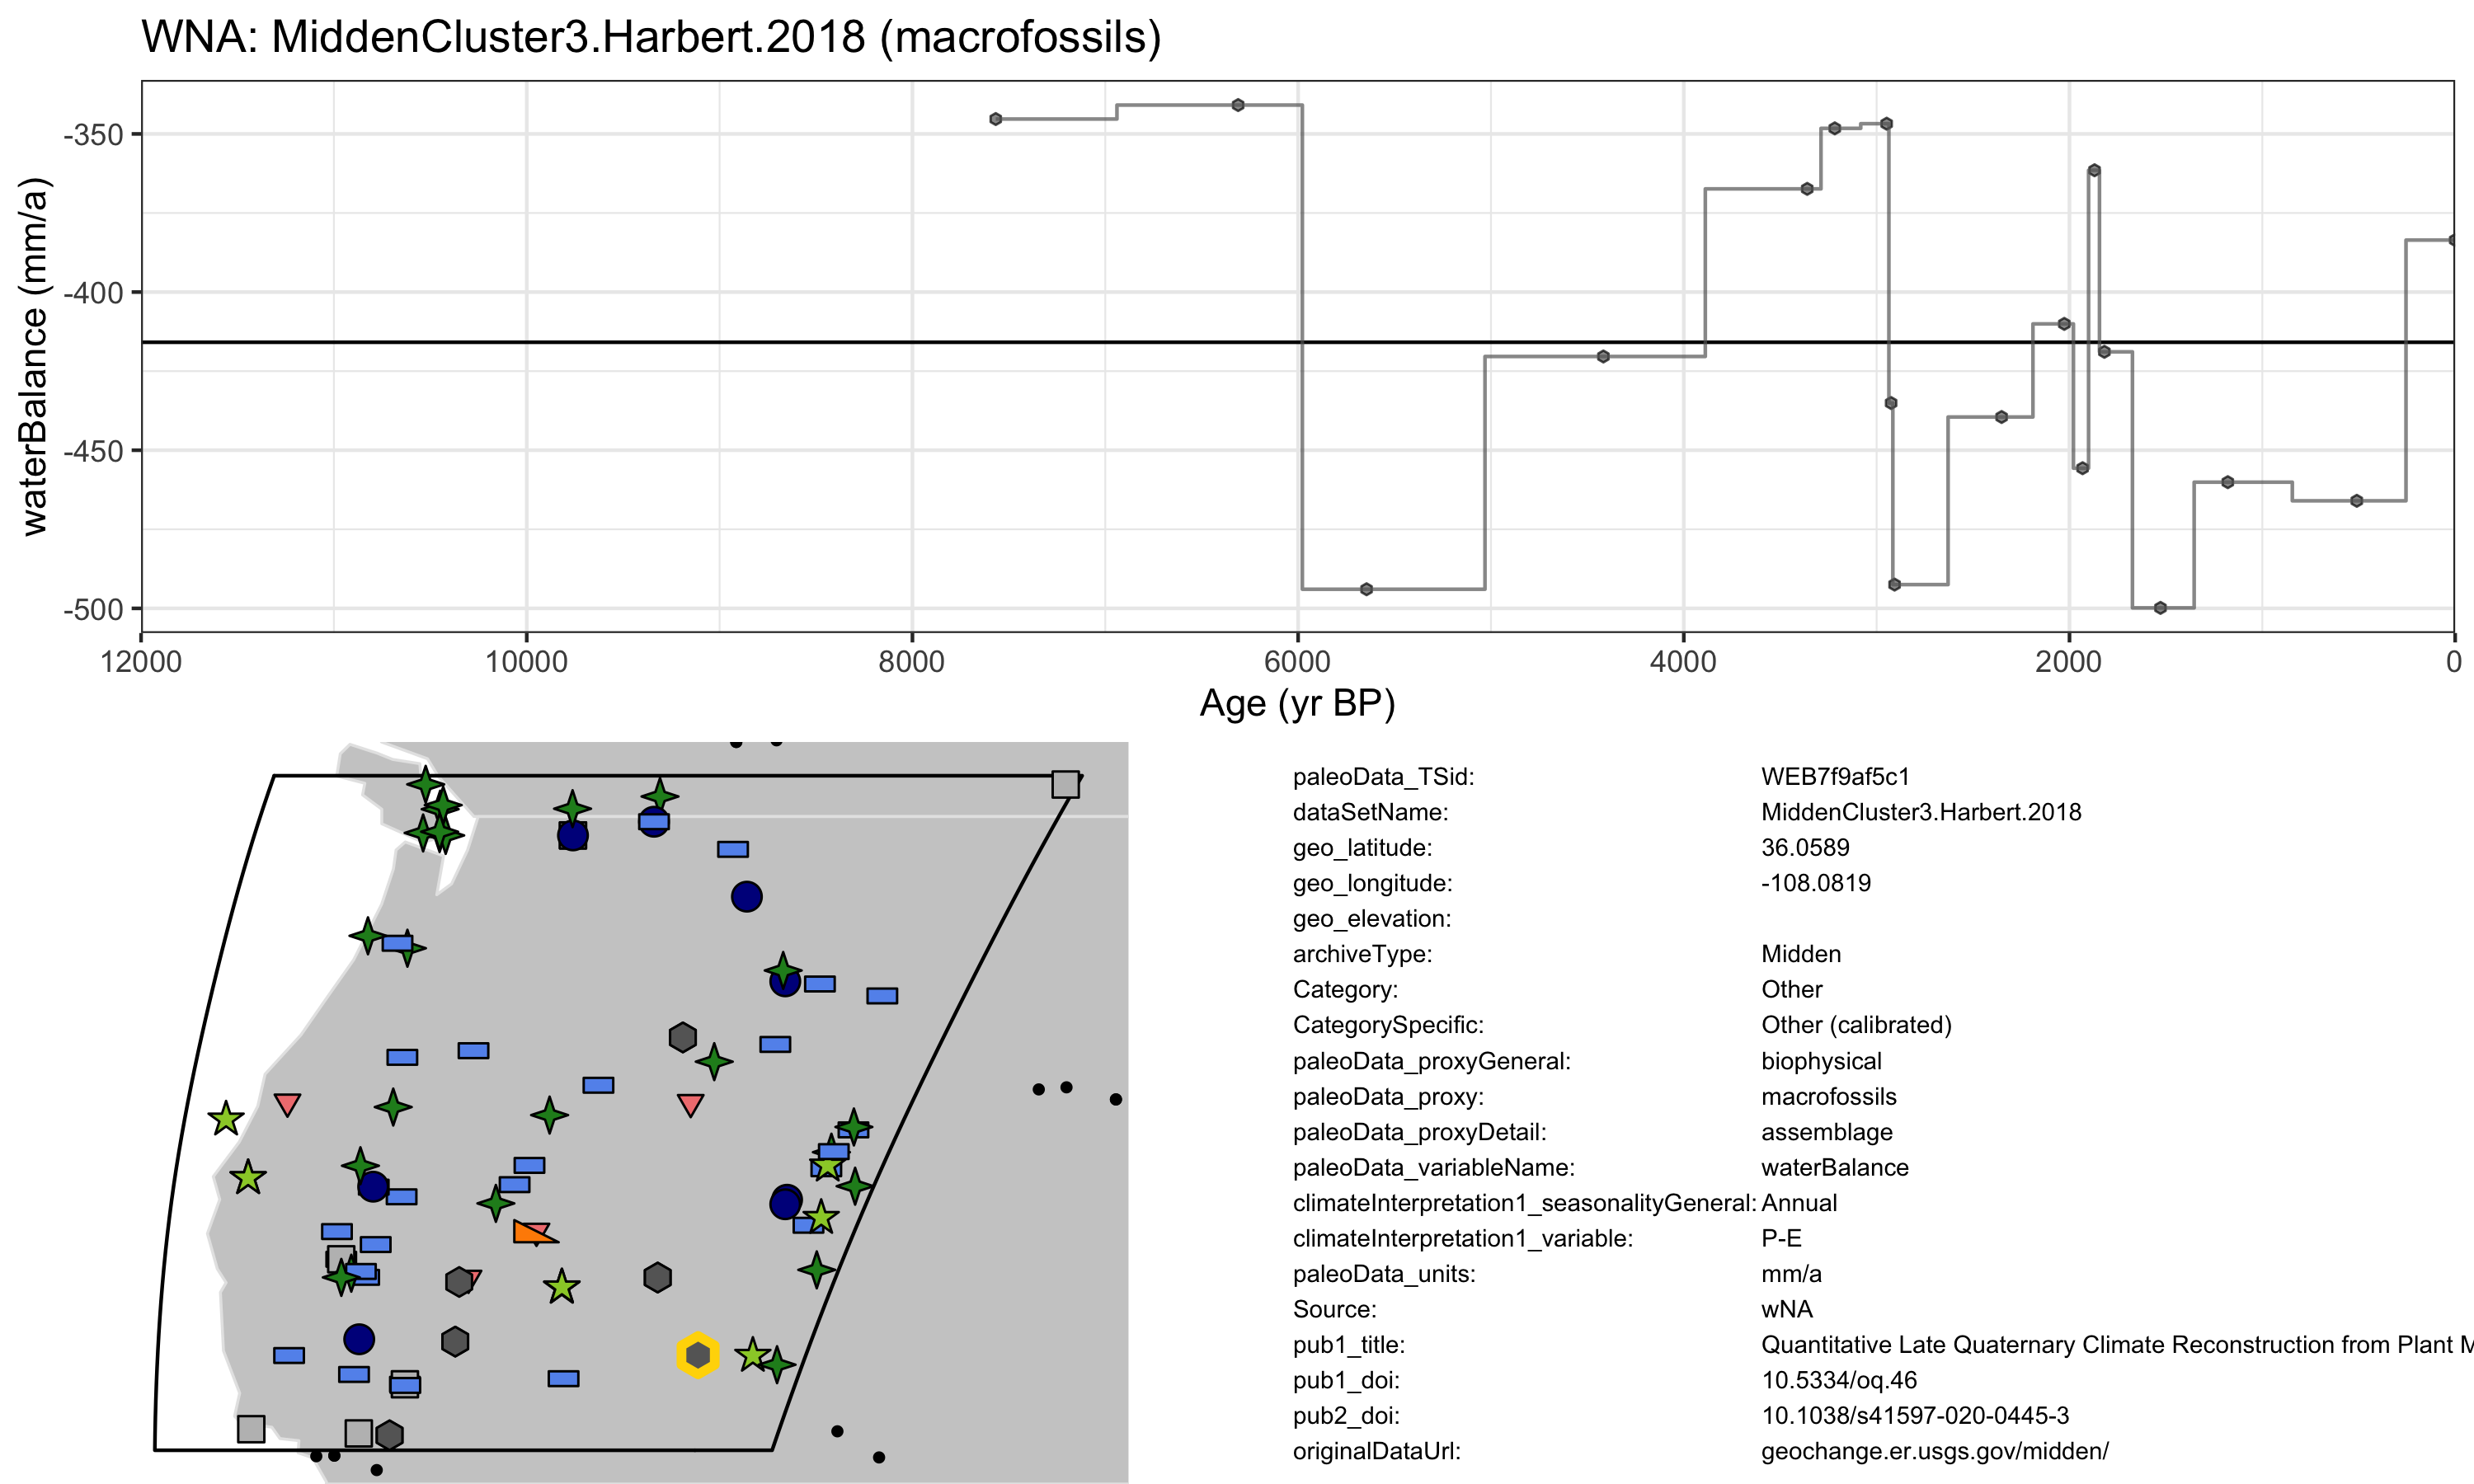 WNA: MiddenCluster3.Harbert.2018 (macrofossils)
waterBalance (mm/a)
-350
-400
-450
-500
12000 10000 8000 6000 4000 2000 0
Age (yr BP)
paleoData_TSid: WEB7f9af5c1
dataSetName: MiddenCluster3.Harbert.2018
geo_latitude: 36.0589
geo_longitude: -108.0819
geo_elevation:
archiveType: Midden
Category: Other
CategorySpecific: Other (calibrated)
paleoData_proxyGeneral: biophysical
paleoData_proxy: macrofossils
paleoData_proxyDetail: assemblage
paleoData_variableName: waterBalance
climateInterpretation1_seasonalityGeneral: Annual
climateInterpretation1_variable: P-E
paleoData_units: mm/a
Source: wNA
pub1_title: Quantitative Late Quaternary Climate Reconstruction from Plant M
pub1_doi: 10.5334/oq.46
pub2_doi: 10.1038/s41597-020-0445-3
originalDataUrl: geochange.er.usgs.gov/midden/